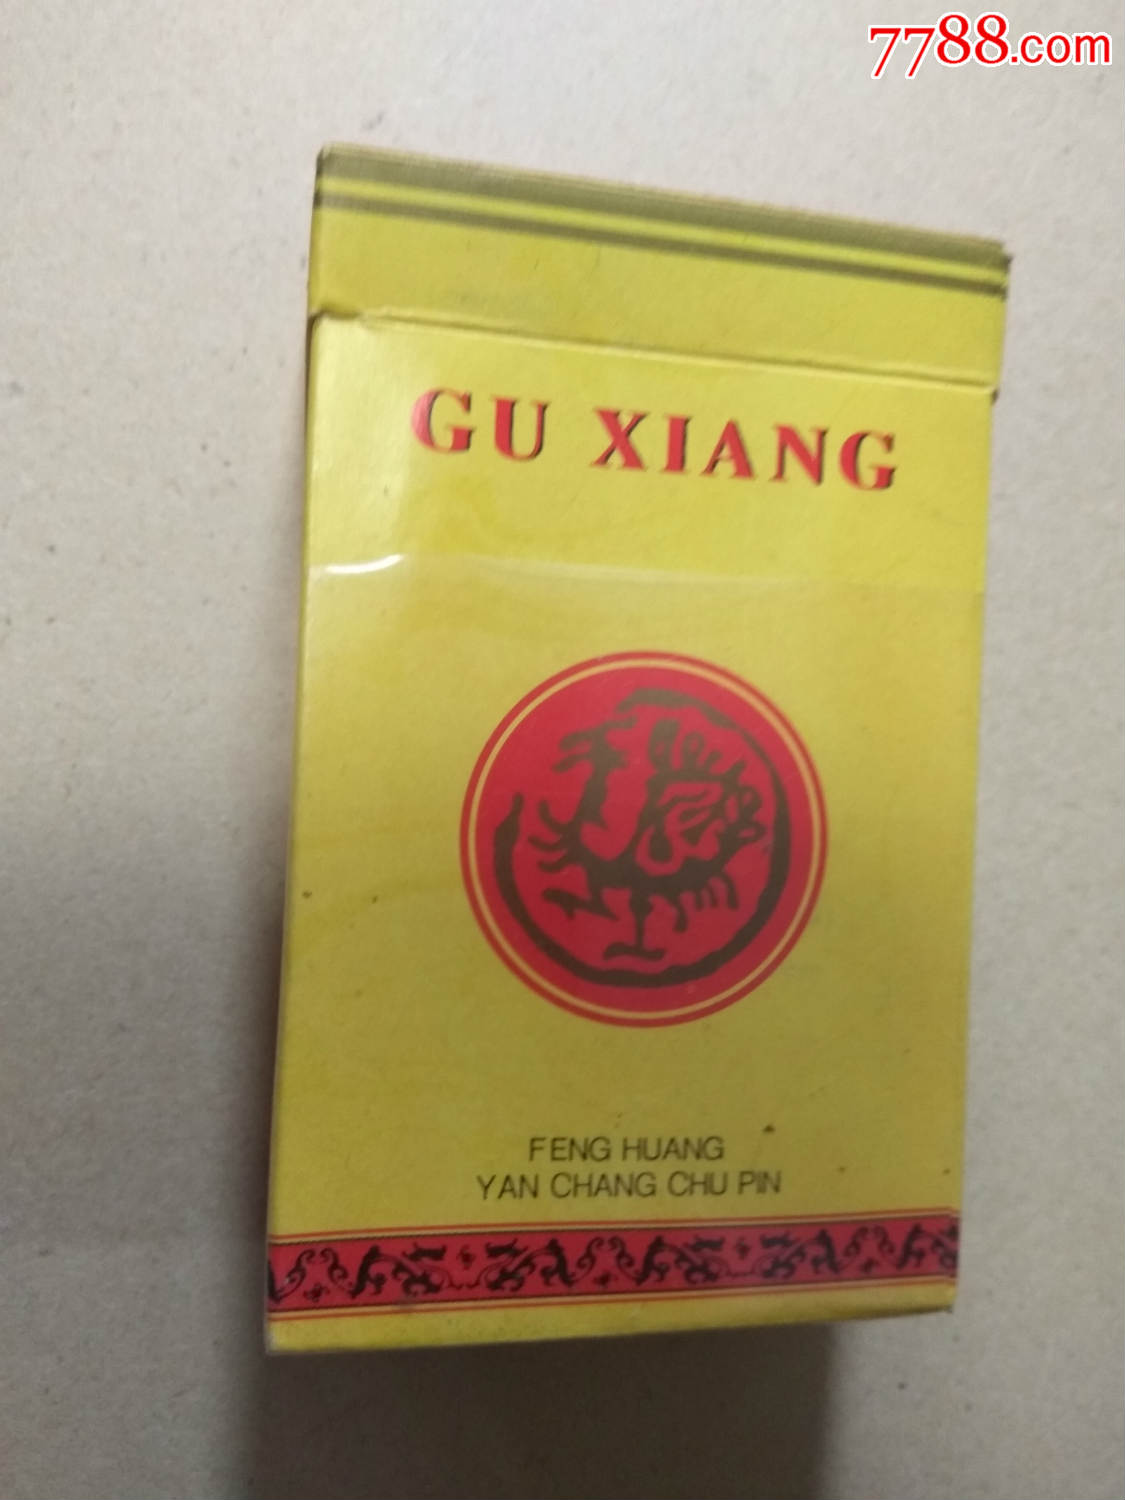 7788.com
GU XIANG
FENG HUANG
YAN CHANG CHU PIN